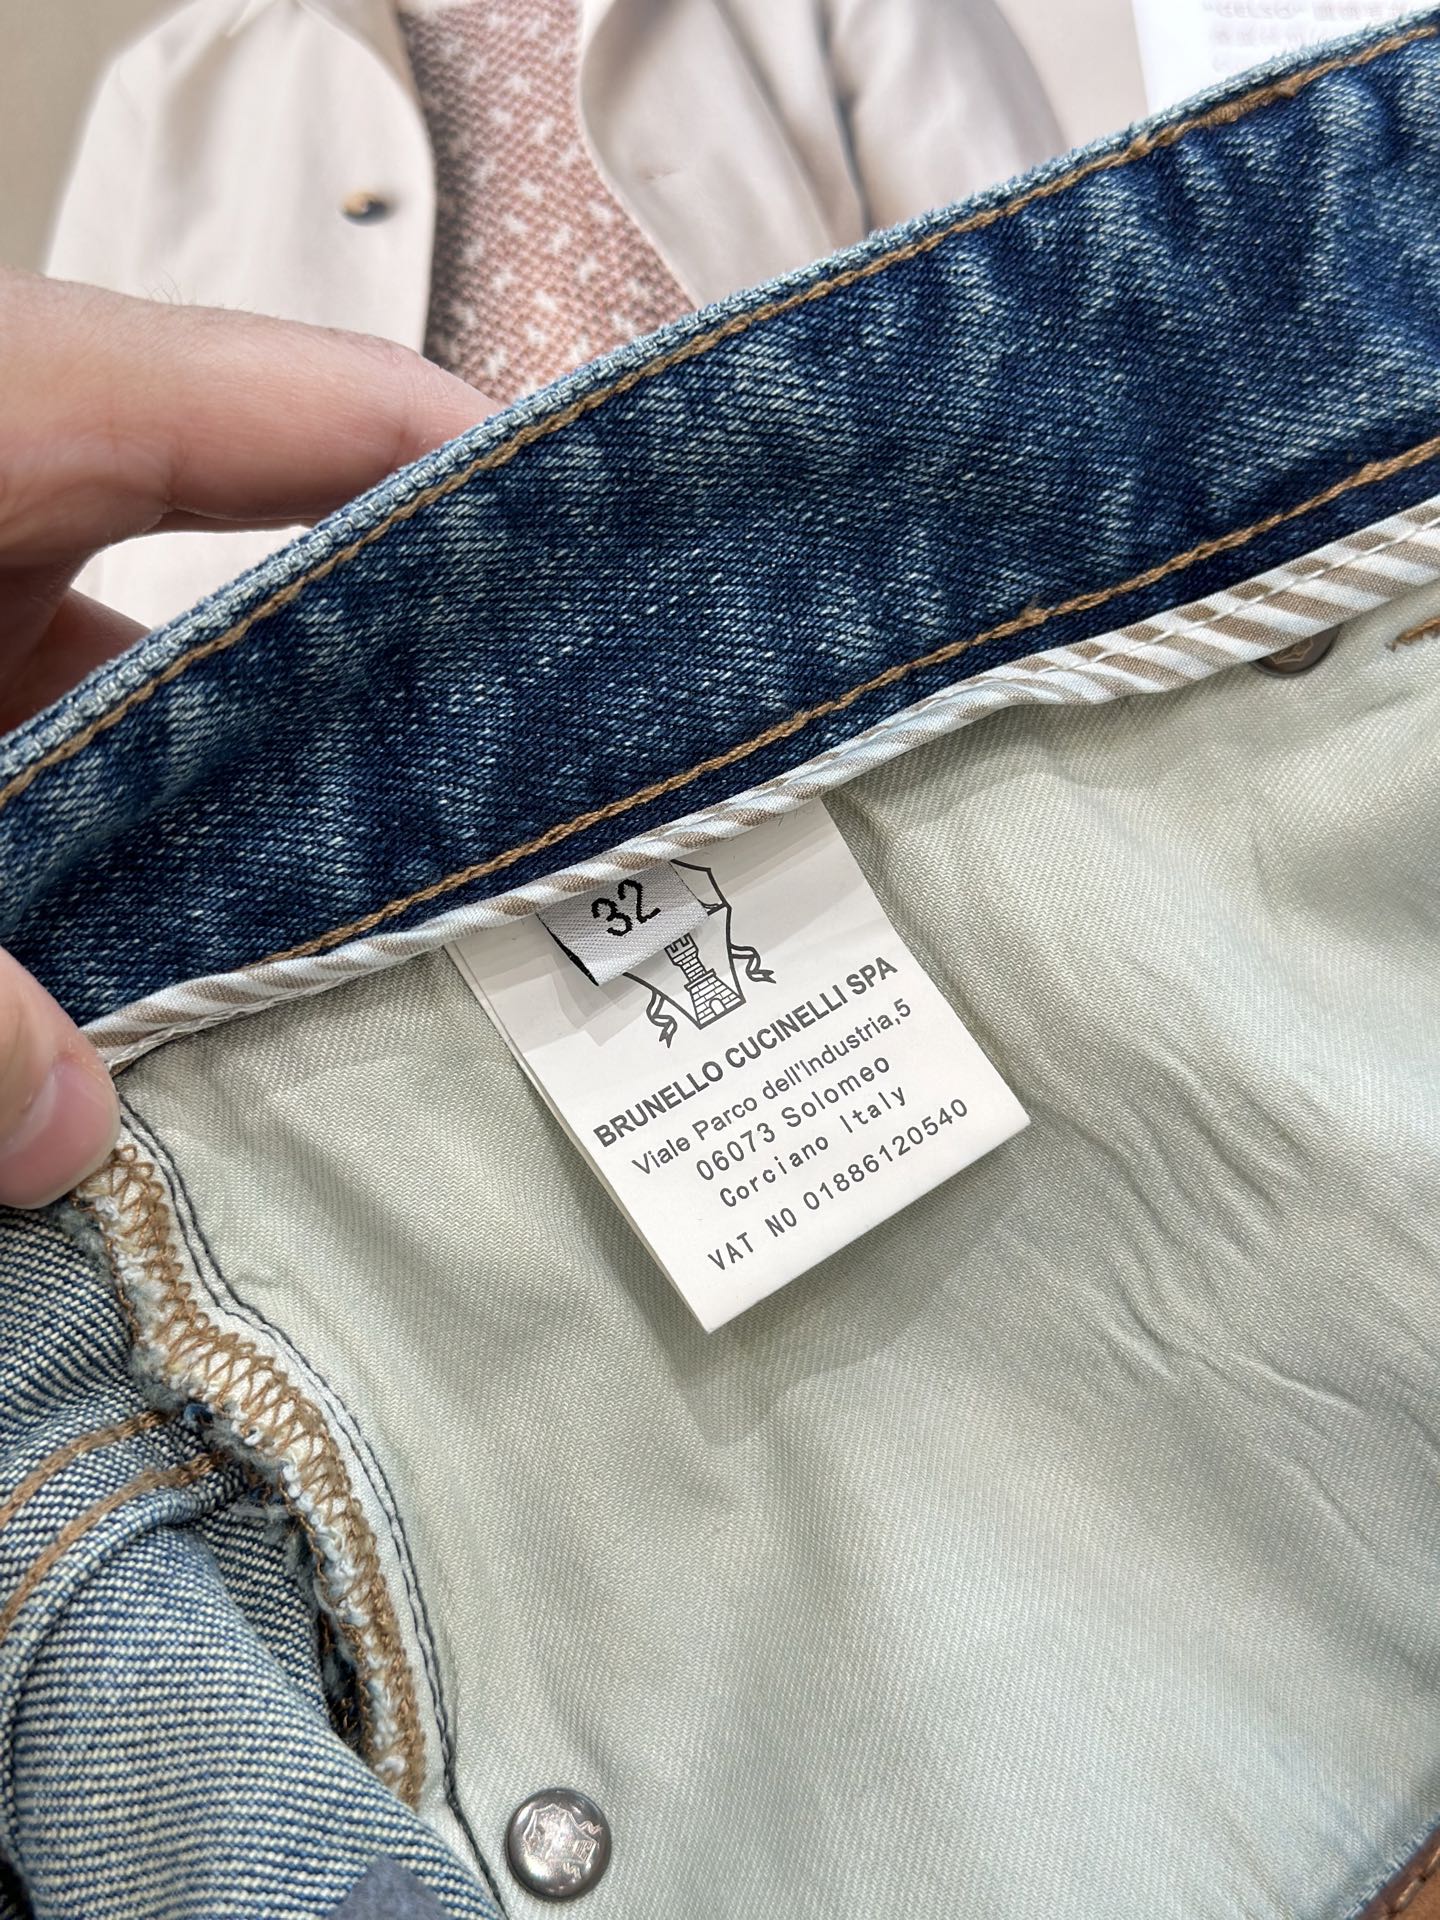 32
BRUNELLO CUCINELLI SPA
Viale Parco dell'Industria,5
06073 Solomeo
Corciano Italy
VAT NO 01886120540